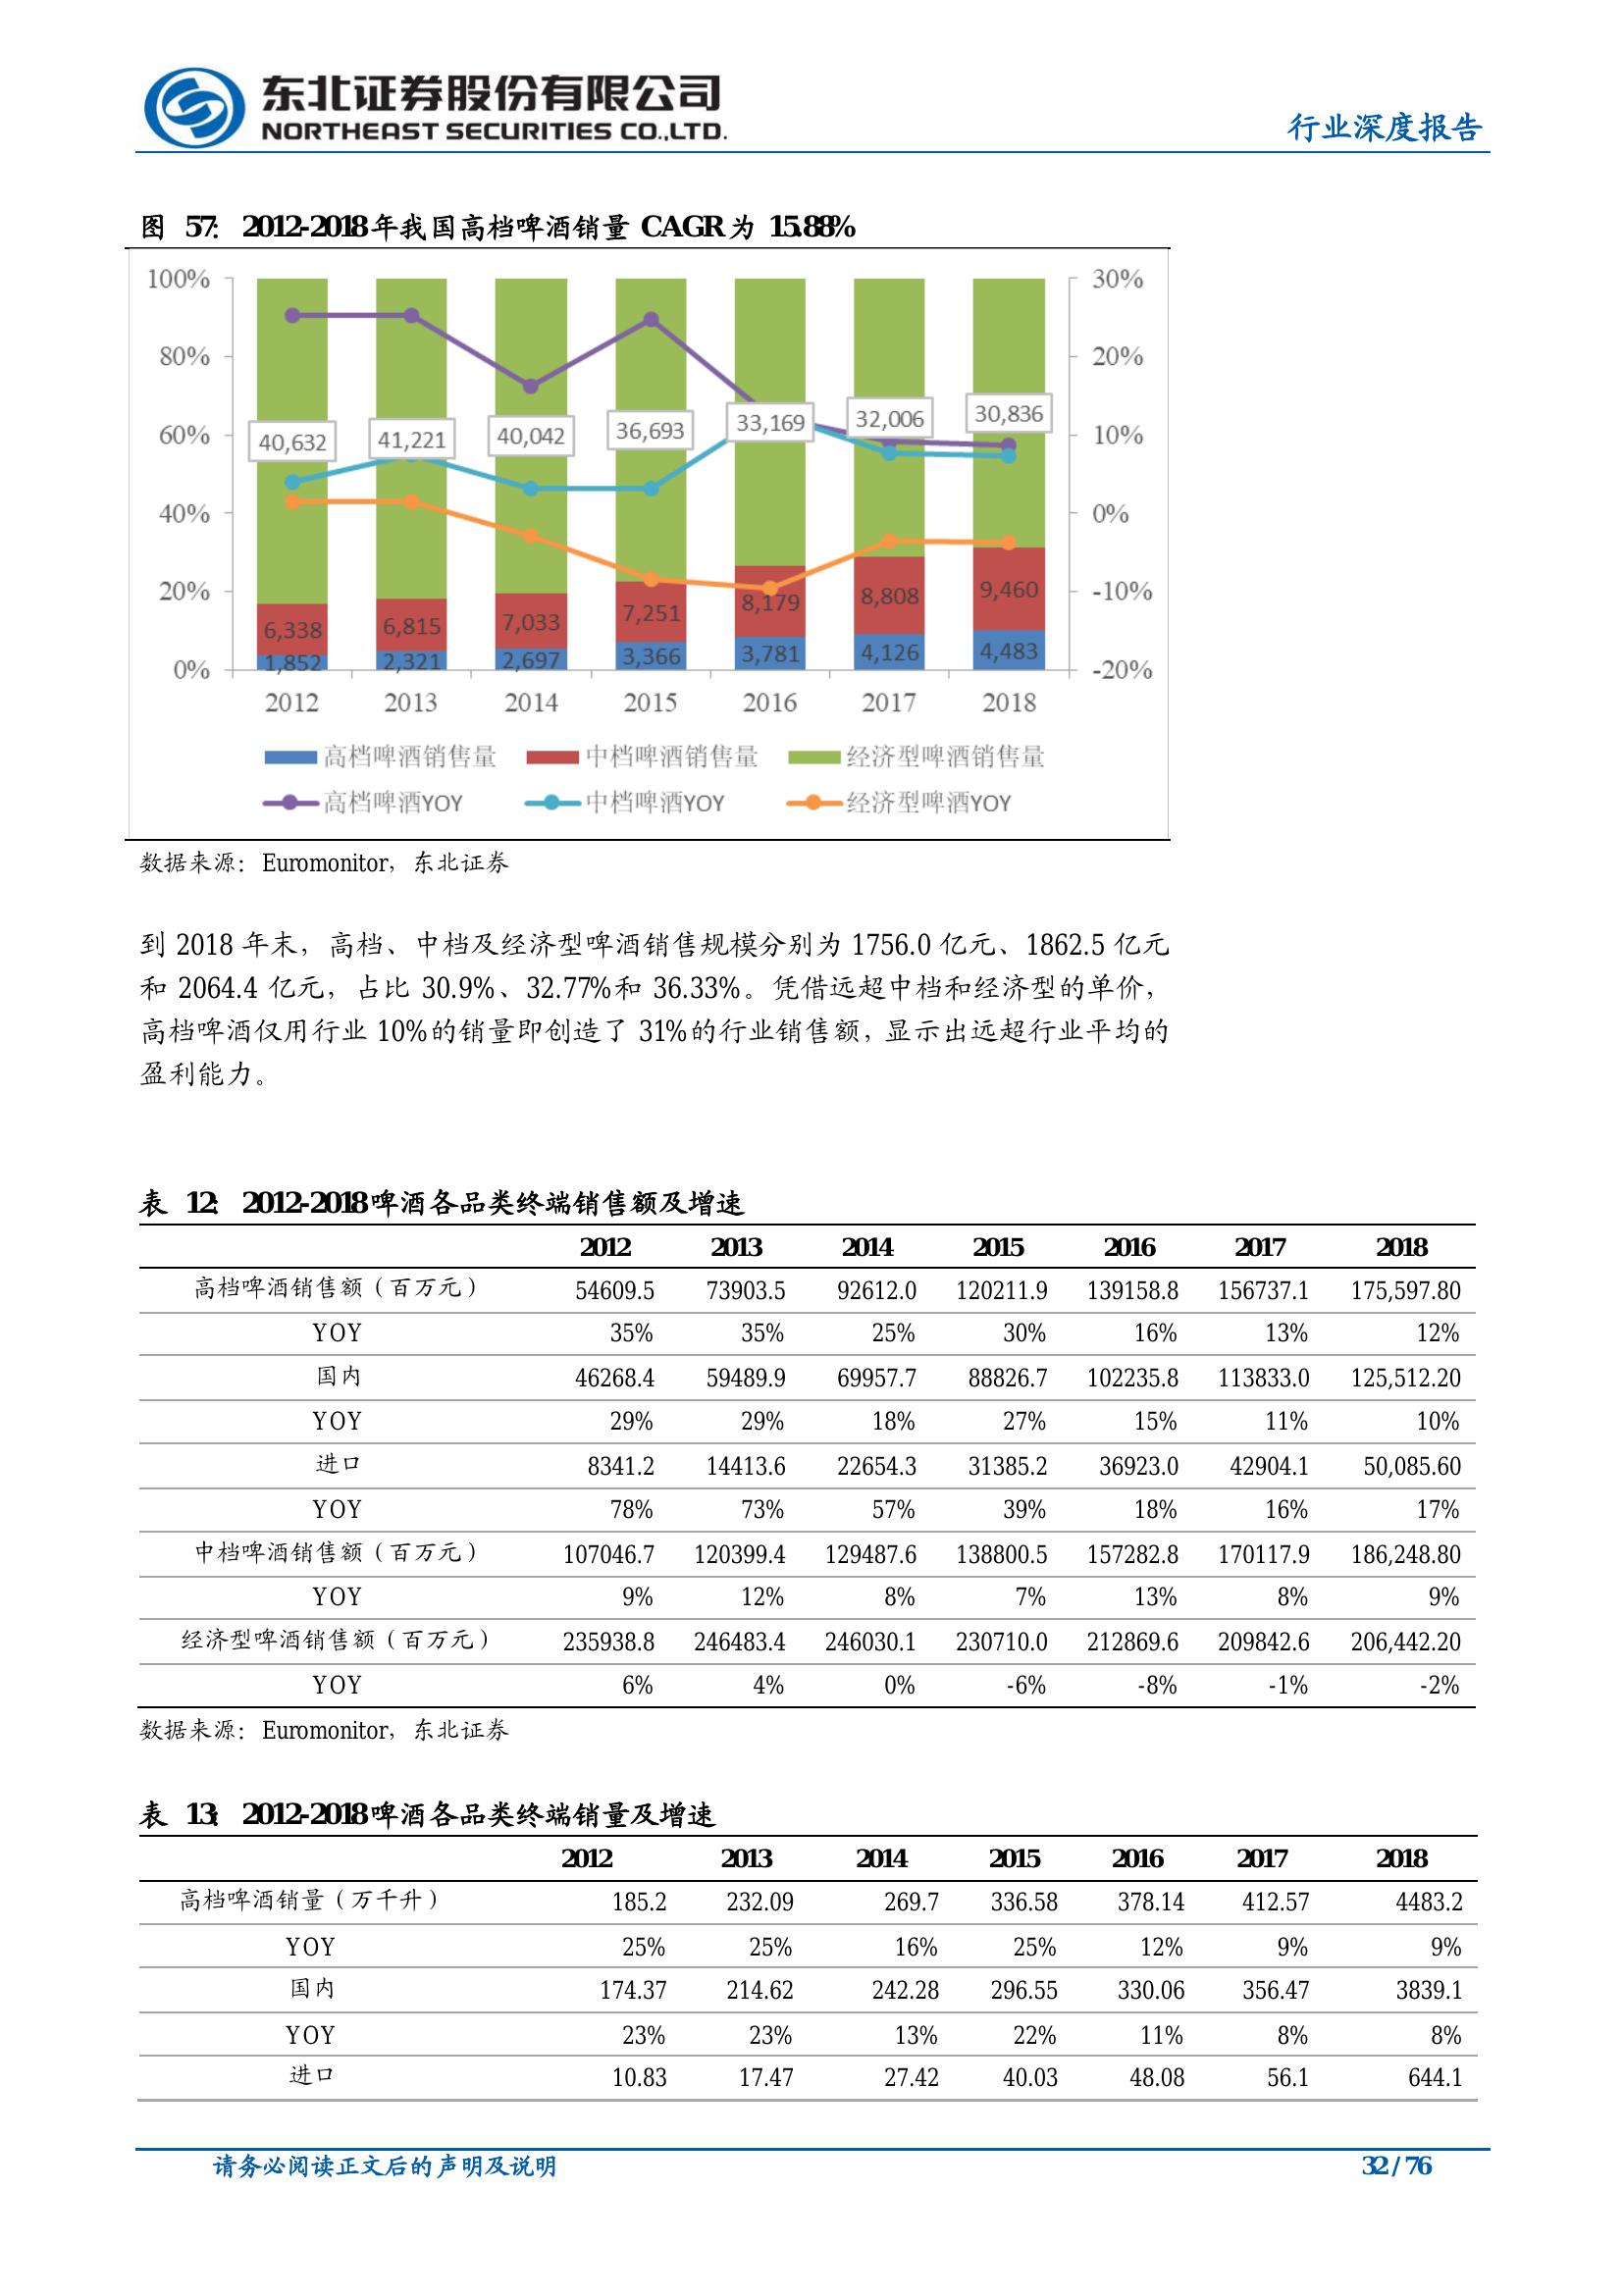 东北证券股份有限公司
NORTHEAST SECURITIES CO.,LTD.
行业深度报告
图 57: 2012-2018年我国高档啤酒销量 CAGR为 15.88%
100% 30%
80% 20%
60% 10%
40% 0%
20% -10%
0% -20%
40,632 41,221 40,042 36,693 33,169 32,006 30,836
6,338 6,815 7,033 7,251 8,179 8,808 9,460
1,852 2,321 2,697 3,366 3,781 4,126 4,483
2012 2013 2014 2015 2016 2017 2018
高档啤酒销售量 中档啤酒销售量 经济型啤酒销售量
高档啤酒YOY 中档啤酒YOY 经济型啤酒YOY
数据来源：Euromonitor，东北证券
到 2018 年末，高档、中档及经济型啤酒销售规模分别为 1756.0 亿元、1862.5 亿元
和 2064.4 亿元，占比 30.9%、32.77%和 36.33%。凭借远超中档和经济型的单价，
高档啤酒仅用行业 10%的销量即创造了 31%的行业销售额，显示出远超行业平均的
盈利能力。
表 12: 2012-2018啤酒各品类终端销售额及增速
2012 2013 2014 2015 2016 2017 2018
高档啤酒销售额（百万元） 54609.5 73903.5 92612.0 120211.9 139158.8 156737.1 175,597.80
YOY 35% 35% 25% 30% 16% 13% 12%
国内 46268.4 59489.9 69957.7 88826.7 102235.8 113833.0 125,512.20
YOY 29% 29% 18% 27% 15% 11% 10%
进口 8341.2 14413.6 22654.3 31385.2 36923.0 42904.1 50,085.60
YOY 78% 73% 57% 39% 18% 16% 17%
中档啤酒销售额（百万元） 107046.7 120399.4 129487.6 138800.5 157282.8 170117.9 186,248.80
YOY 9% 12% 8% 7% 13% 8% 9%
经济型啤酒销售额（百万元） 235938.8 246483.4 246030.1 230710.0 212869.6 209842.6 206,442.20
YOY 6% 4% 0% -6% -8% -1% -2%
数据来源：Euromonitor，东北证券
表 13: 2012-2018啤酒各品类终端销量及增速
2012 2013 2014 2015 2016 2017 2018
高档啤酒销量（万千升） 185.2 232.09 269.7 336.58 378.14 412.57 4483.2
YOY 25% 25% 16% 25% 12% 9% 9%
国内 174.37 214.62 242.28 296.55 330.06 356.47 3839.1
YOY 23% 23% 13% 22% 11% 8% 8%
进口 10.83 17.47 27.42 40.03 48.08 56.1 644.1
请务必阅读正文后的声明及说明 32 / 76